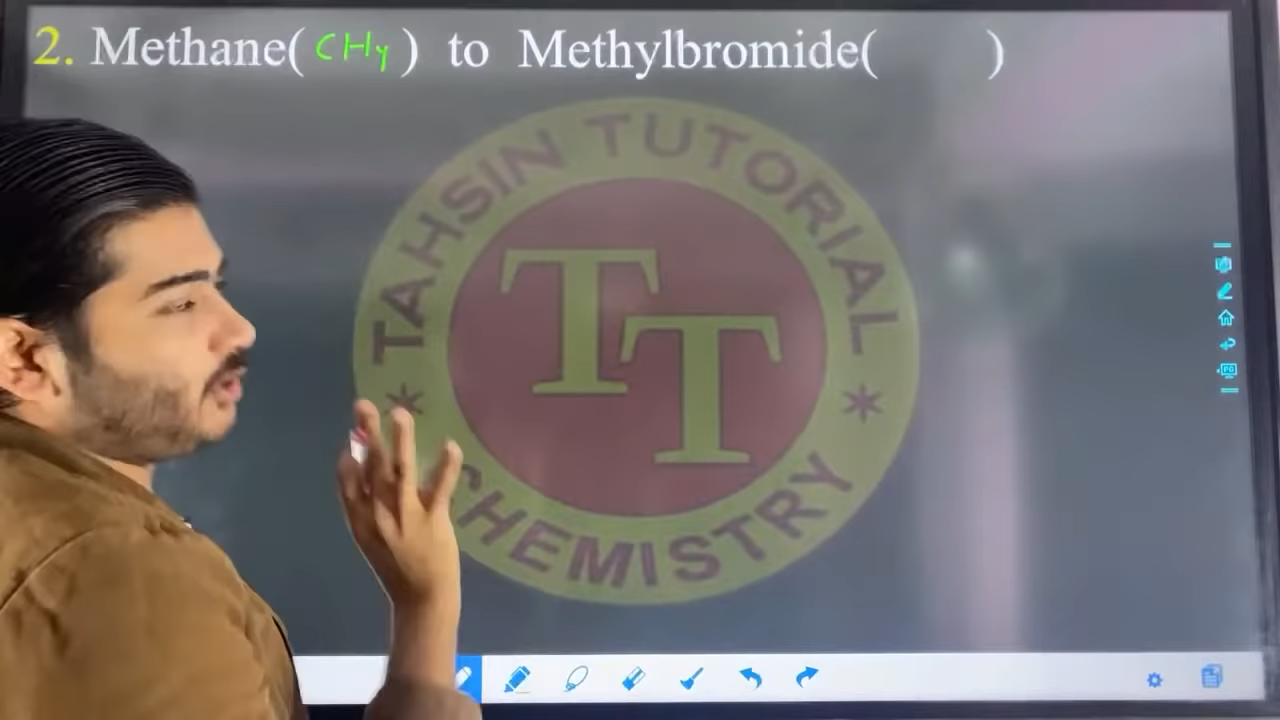 2. Methane( CH4 ) to Methylbromide( )
TAHSIN TUTORIAL
TT
CHEMISTRY